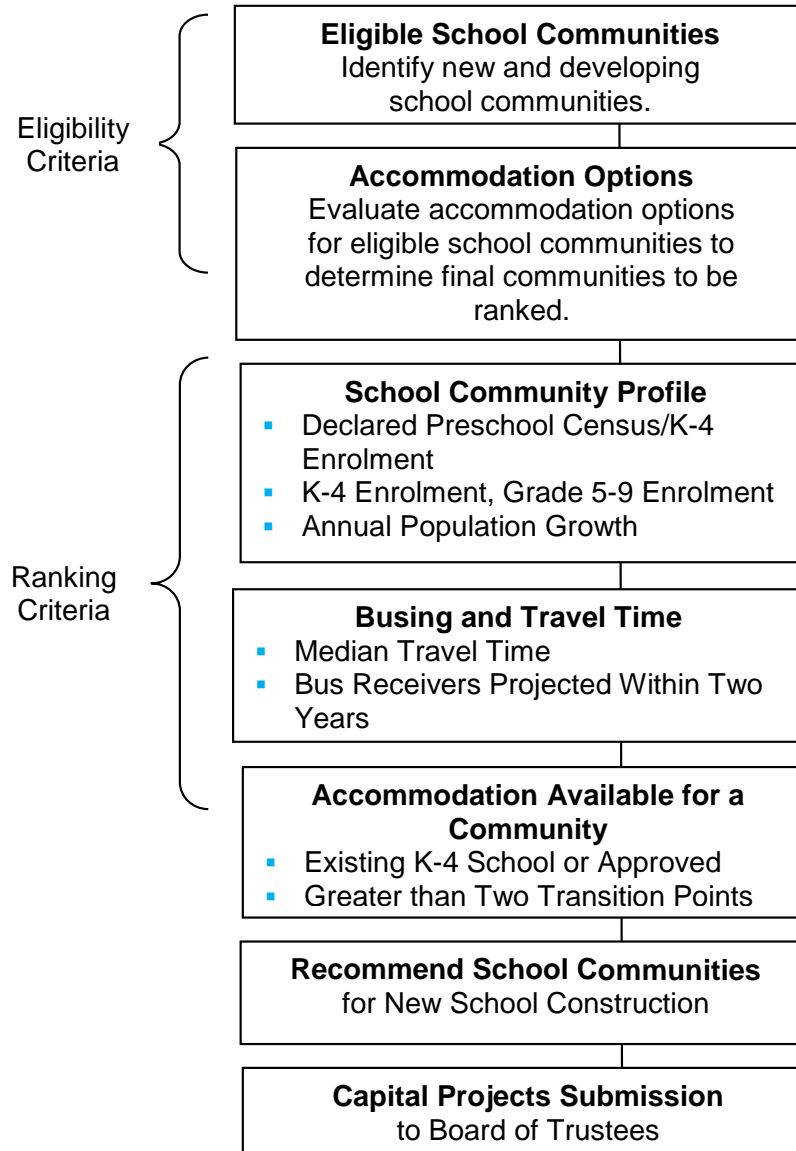 Eligible School Communities
Identify new and developing
school communities.
Eligibility
Criteria
Accommodation Options
Evaluate accommodation options
for eligible school communities to
determine final communities to be
ranked.
School Community Profile
▪ Declared Preschool Census/K-4
Enrolment
▪ K-4 Enrolment, Grade 5-9 Enrolment
▪ Annual Population Growth
Ranking
Criteria
Busing and Travel Time
▪ Median Travel Time
▪ Bus Receivers Projected Within Two
Years
Accommodation Available for a
Community
▪ Existing K-4 School or Approved
▪ Greater than Two Transition Points
Recommend School Communities
for New School Construction
Capital Projects Submission
to Board of Trustees